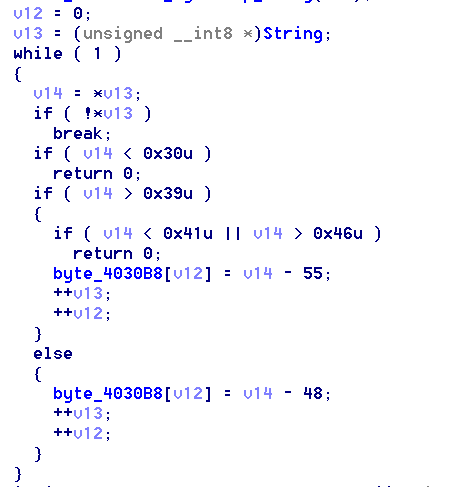 v12 = 0;
v13 = (unsigned __int8 *)String;
while ( 1 )
{
v14 = *v13;
if ( !*v13 )
break;
if ( v14 < 0x30u )
return 0;
if ( v14 > 0x39u )
{
if ( v14 < 0x41u || v14 > 0x46u )
return 0;
byte_4030B8[v12] = v14 - 55;
++v13;
++v12;
}
else
{
byte_4030B8[v12] = v14 - 48;
++v13;
++v12;
}
}